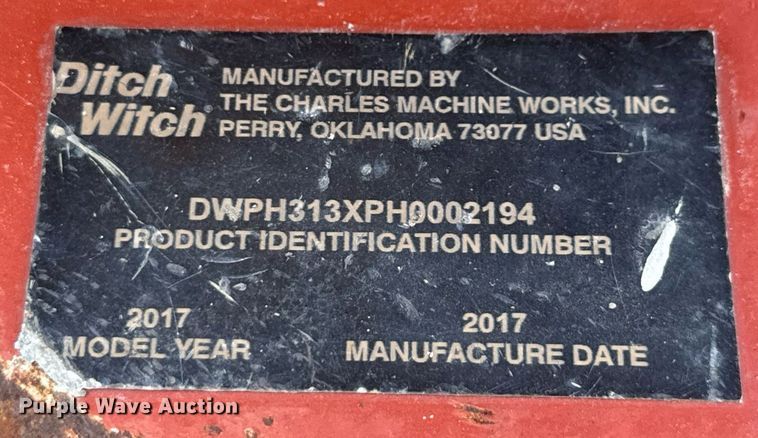 Ditch
Witch®
MANUFACTURED BY
THE CHARLES MACHINE WORKS, INC.
PERRY, OKLAHOMA 73077 USA
DWPH313XPH0002194
PRODUCT IDENTIFICATION NUMBER
2017
MODEL YEAR
2017
MANUFACTURE DATE
Purple Wave Auction